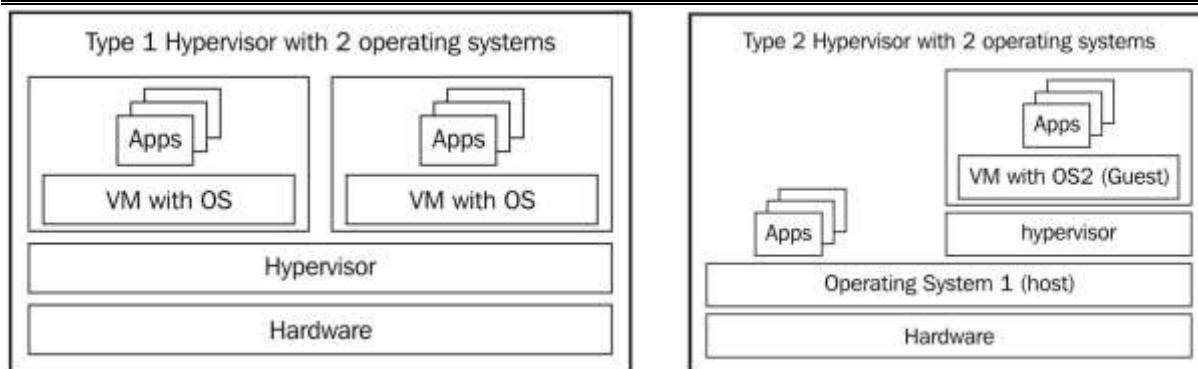 Type 1 Hypervisor with 2 operating systems
Apps
Apps
VM with OS
VM with OS
Hypervisor
Hardware
Type 2 Hypervisor with 2 operating systems
Apps
VM with OS2 (Guest)
Apps
hypervisor
Operating System 1 (host)
Hardware